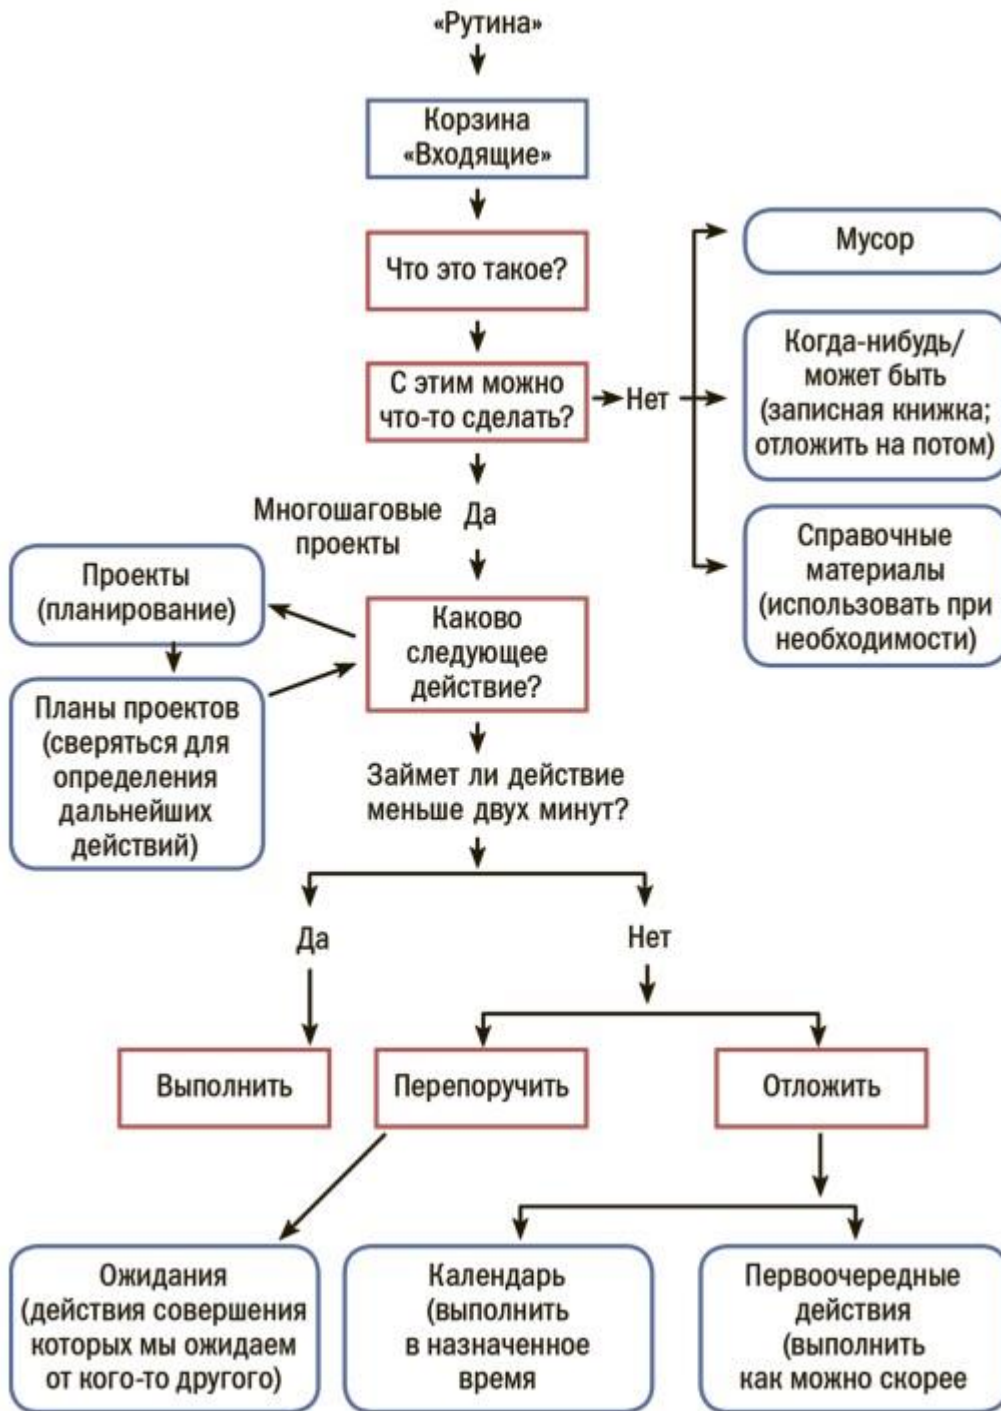 «Рутина»
Корзина
«Входящие»
Что это такое?
Мусор
С этим можно
что-то сделать?
Нет
Когда-нибудь/
может быть
(записная книжка;
отложить на потом)
Многошаговые
проекты
Да
Справочные
материалы
(использовать при
необходимости)
Проекты
(планирование)
Каково
следующее
действие?
Планы проектов
(сверяться для
определения
дальнейших
действий)
Займет ли действие
меньше двух минут?
Да
Нет
Выполнить
Перепоручить
Отложить
Ожидания
(действия совершения
которых мы ожидаем
от кого-то другого)
Календарь
(выполнить
в назначенное
время
Первоочередные
действия
(выполнить
как можно скорее